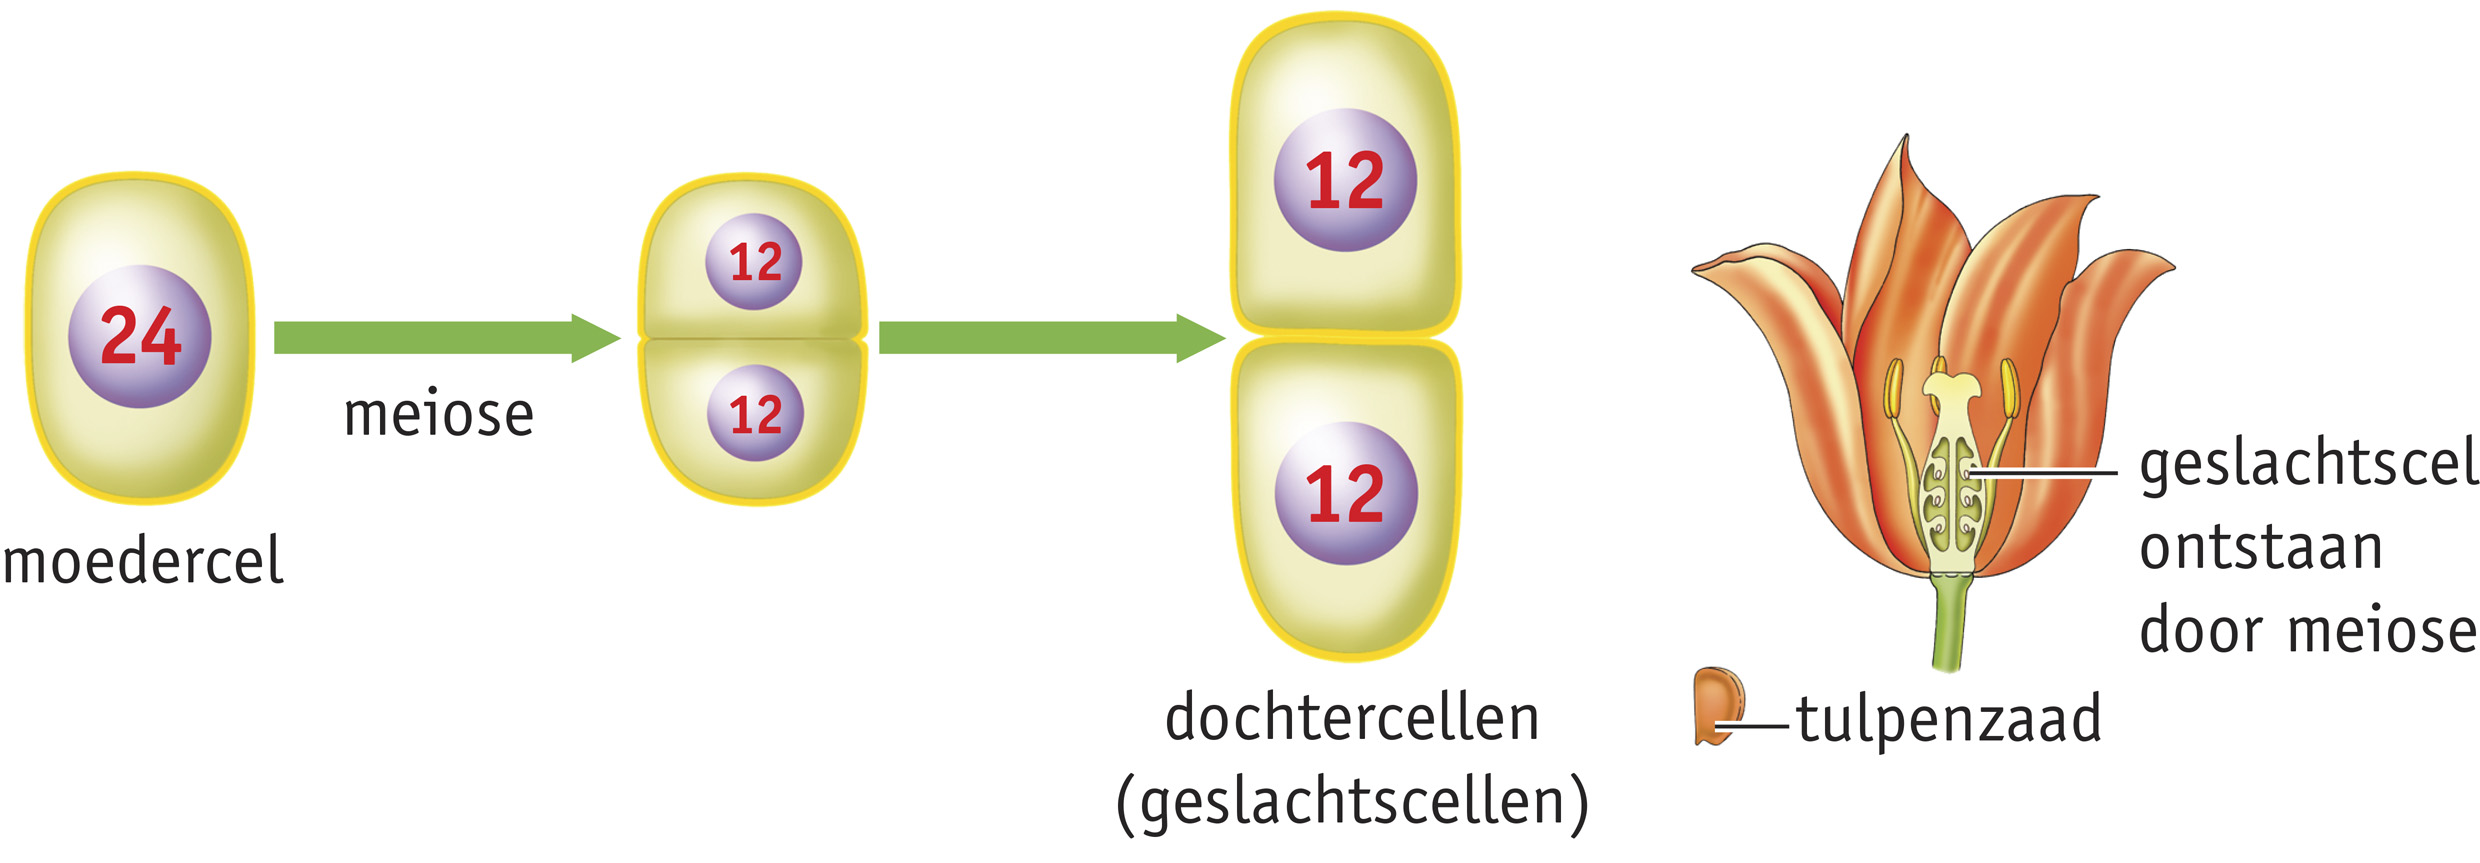 24
moedercel
meiose
12
12
12
12
dochtercellen
(geslachtscellen)
geslachtscel
ontstaan
door meiose
tulpenzaad